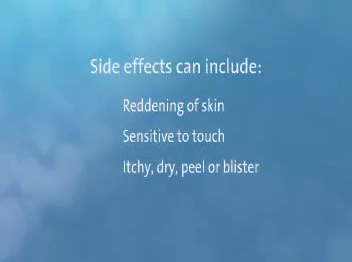 Side effects can include:
Reddening of skin
Sensitive to touch
Itchy, dry, peel or blister